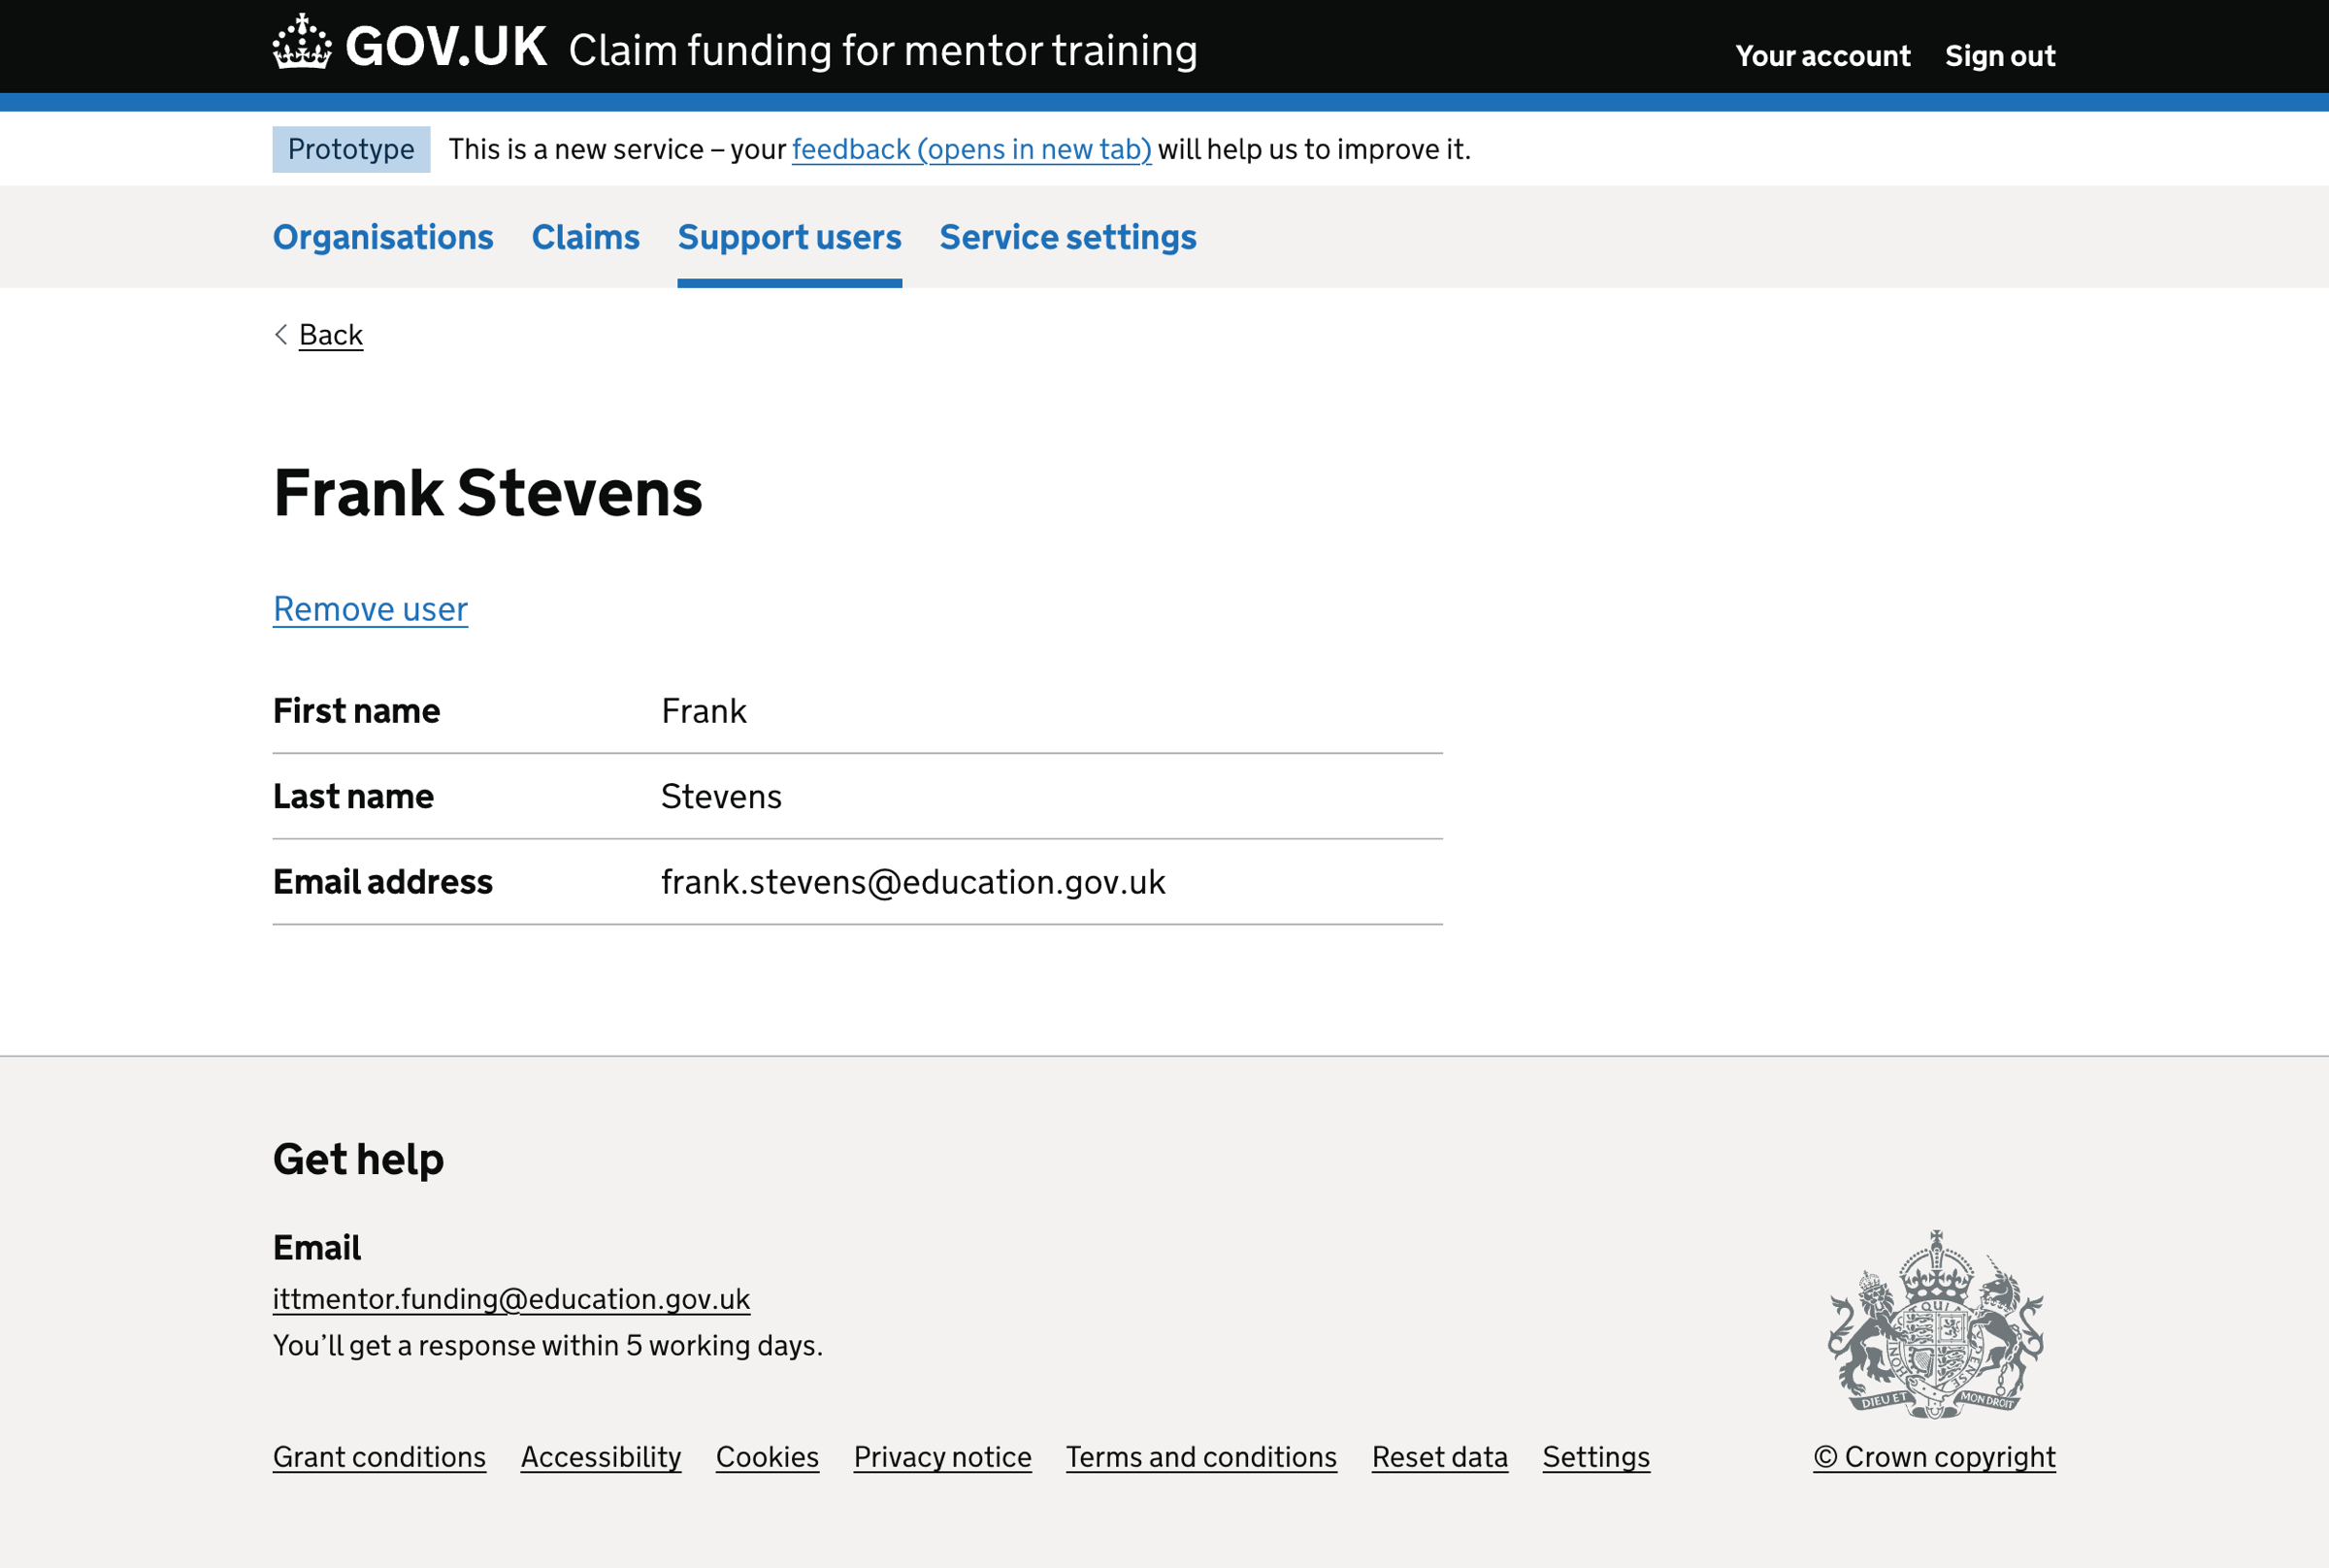 GOV.UK Claim funding for mentor training
Your account Sign out
Prototype This is a new service – your feedback (opens in new tab) will help us to improve it.
Organisations Claims Support users Service settings
Back
Frank Stevens
Remove user
First name Frank
Last name Stevens
Email address frank.stevens@education.gov.uk
Get help
Email
ittmentor.funding@education.gov.uk
You’ll get a response within 5 working days.
DIEU ET MON DROIT
Grant conditions Accessibility Cookies Privacy notice Terms and conditions Reset data Settings © Crown copyright